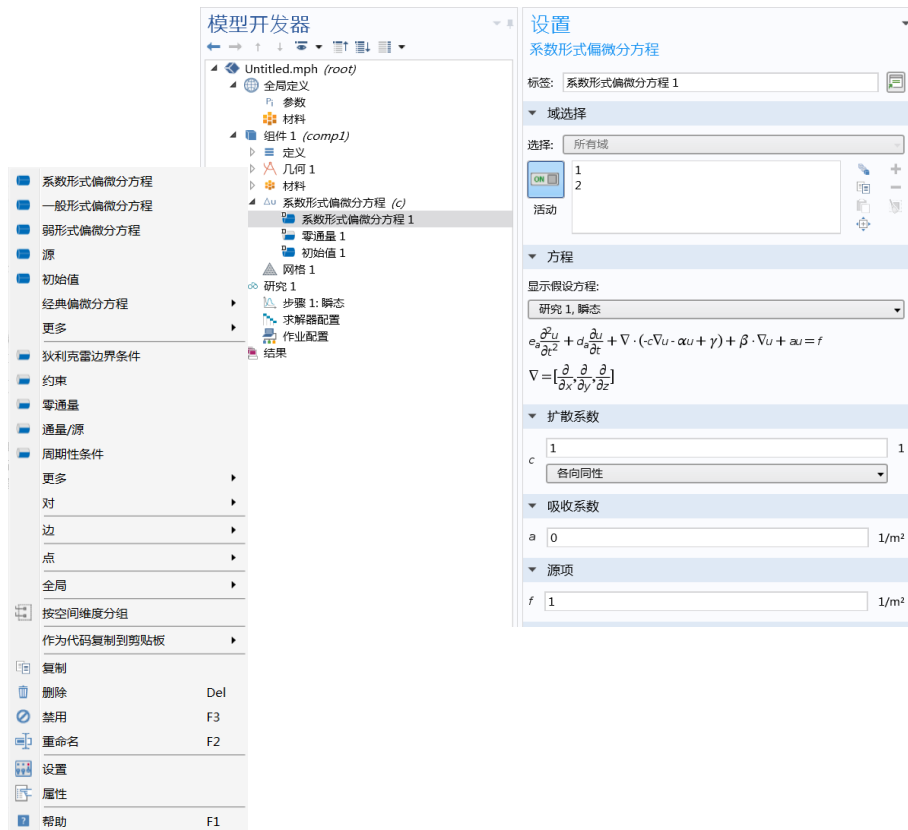 模型开发器
Untitled.mph (root)
全局定义
Pi 参数
材料
组件 1 (comp1)
定义
几何 1
材料
Δu 系数形式偏微分方程 (c)
系数形式偏微分方程 1
零通量 1
初始值 1
网格 1
研究 1
步骤 1: 瞬态
求解器配置
作业配置
结果
系数形式偏微分方程
一般形式偏微分方程
弱形式偏微分方程
源
初始值
经典偏微分方程
更多
狄利克雷边界条件
约束
零通量
通量/源
周期性条件
更多
对
边
点
全局
按空间维度分组
作为代码复制到剪贴板
复制
删除 Del
禁用 F3
重命名 F2
设置
属性
帮助 F1
设置
系数形式偏微分方程
标签: 系数形式偏微分方程 1
域选择
选择: 所有域
ON
活动
1
2
方程
显示假设方程:
研究 1, 瞬态
eₐ ∂²u/∂t² + dₐ ∂u/∂t + ∇·(-c∇u - αu + γ) + β·∇u + au = f
∇ = [∂/∂x, ∂/∂y, ∂/∂z]
扩散系数
c 1 1
各向同性
吸收系数
a 0 1/m²
源项
f 1 1/m²